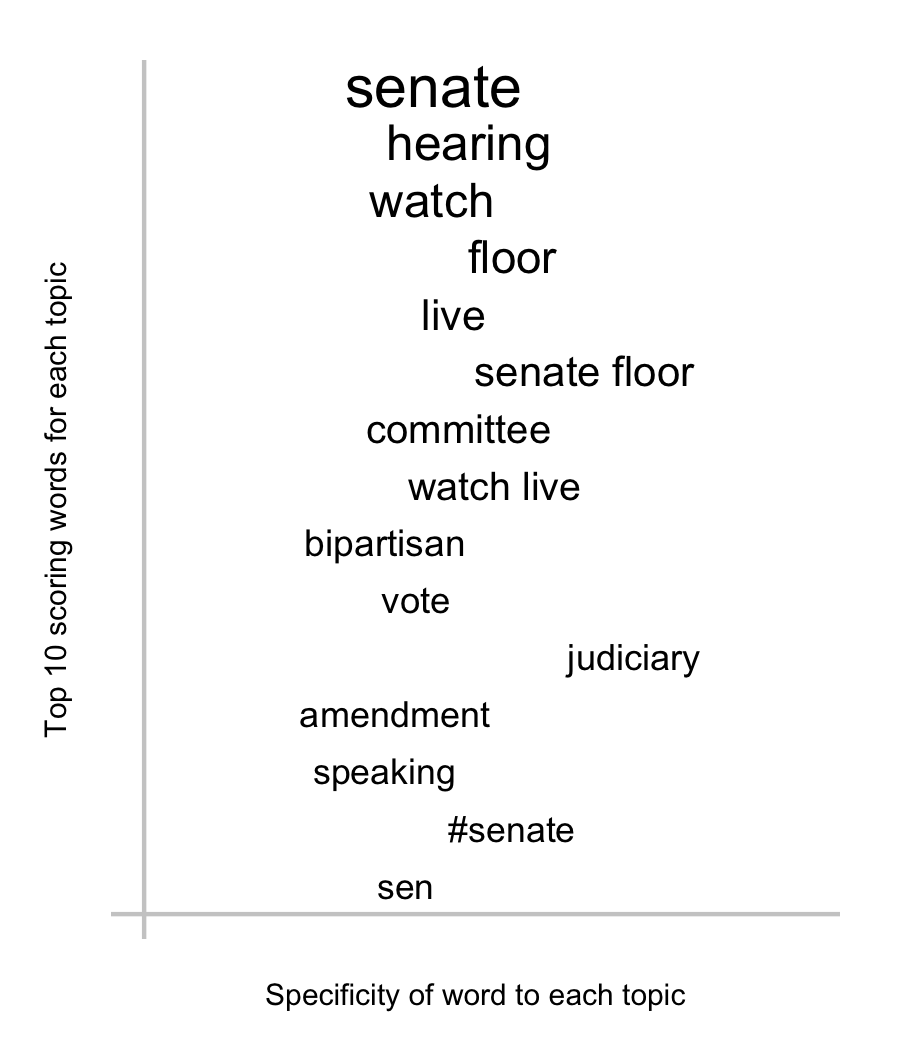 senate
hearing
watch
floor
live
senate floor
committee
watch live
bipartisan
vote
judiciary
amendment
speaking
#senate
sen
Top 10 scoring words for each topic
Specificity of word to each topic